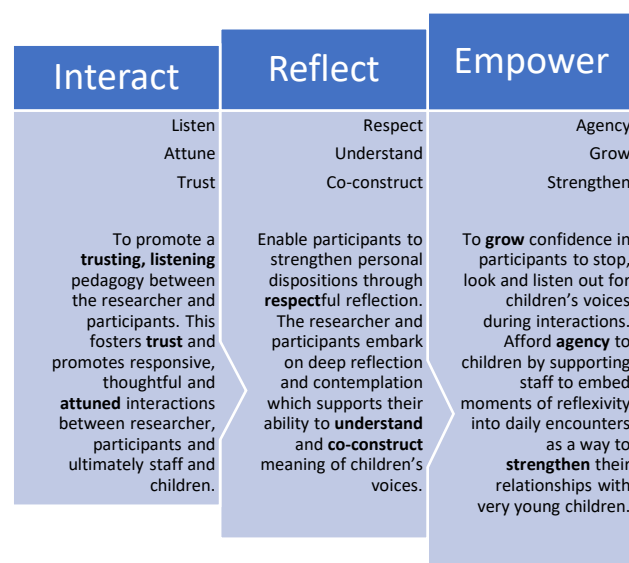 Interact
Listen
Attune
Trust
To promote a
trusting, listening
pedagogy between
the researcher and
participants. This
fosters trust and
promotes responsive,
thoughtful and
attuned interactions
between researcher,
participants and
ultimately staff and
children.
Reflect
Respect
Understand
Co-construct
Enable participants to
strengthen personal
dispositions through
respectful reflection.
The researcher and
participants embark
on deep reflection
and contemplation
which supports their
ability to understand
and co-construct
meaning of children's
voices.
Empower
Agency
Grow
Strengthen
To grow confidence in
participants to stop,
look and listen out for
children's voices
during interactions.
Afford agency to
children by supporting
staff to embed
moments of reflexivity
into daily encounters
as a way to
strengthen their
relationships with
very young children.